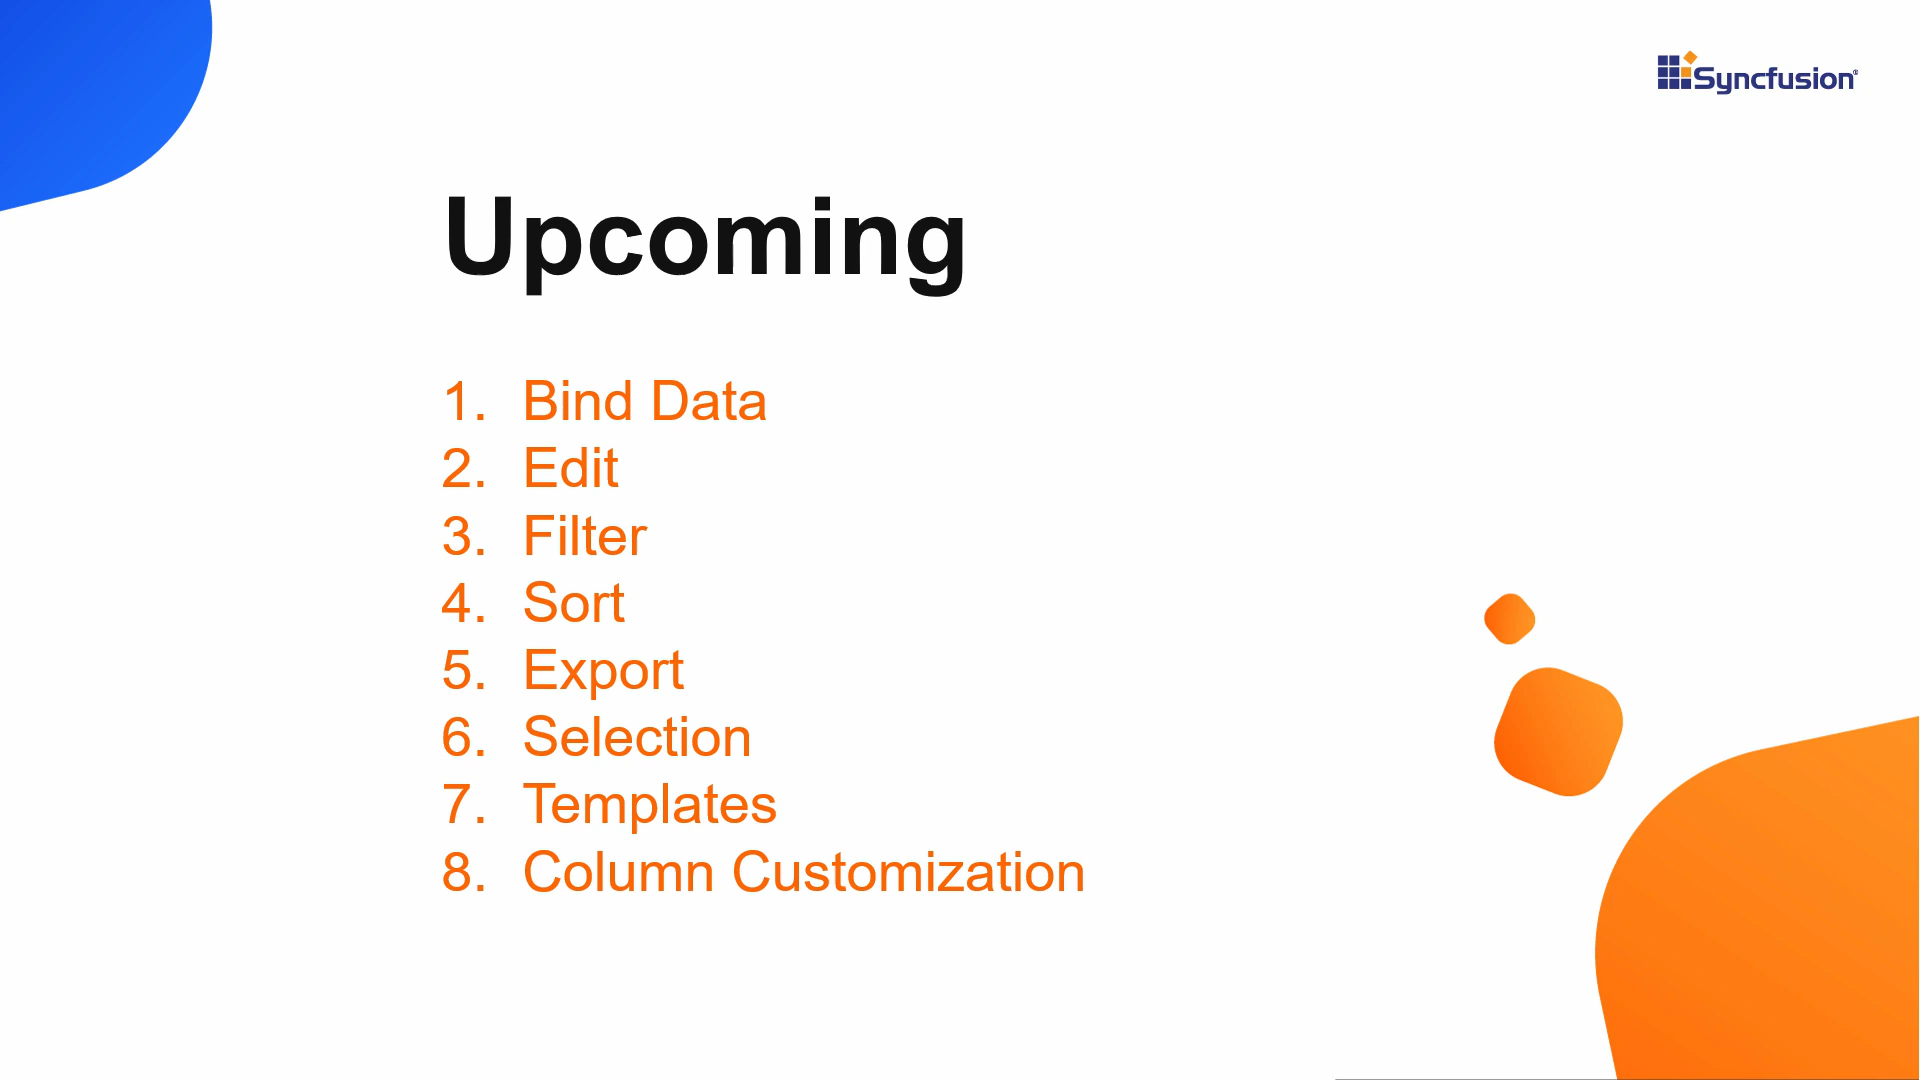 Syncfusion®
Upcoming
1. Bind Data
2. Edit
3. Filter
4. Sort
5. Export
6. Selection
7. Templates
8. Column Customization